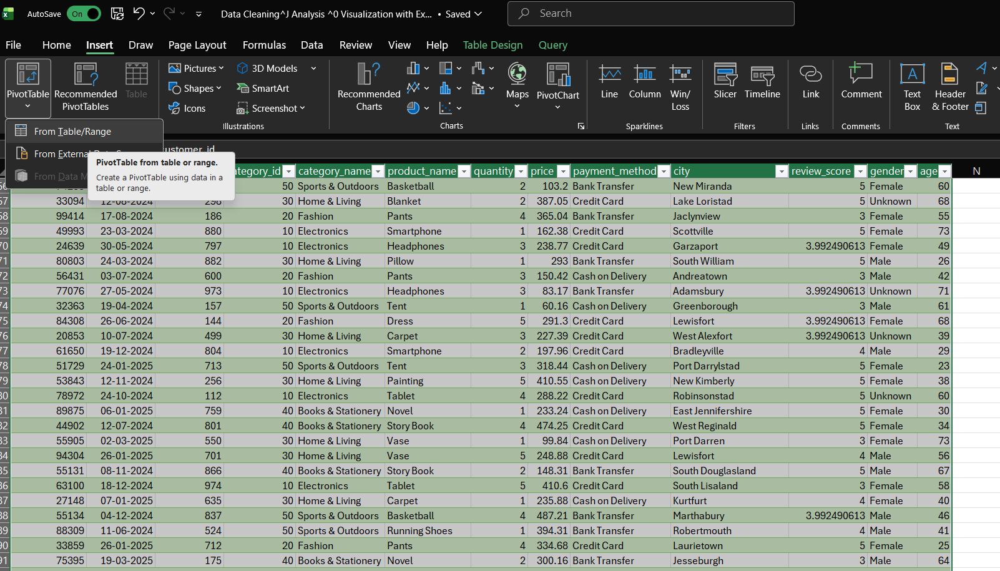 AutoSave On Data Cleaning^J Analysis ^0 Visualization with Ex... • Saved Search
File Home Insert Draw Page Layout Formulas Data Review View Help Table Design Query
PivotTable Recommended PivotTables Table
Pictures 3D Models
Shapes SmartArt
Icons Screenshot
Illustrations
Recommended Charts
Maps PivotChart
Charts
Line Column Win/Loss
Sparklines
Slicer Timeline
Filters
Link
Links
Comment
Comments
Text Box Header & Footer
Text
From Table/Range
From External
From Data M
PivotTable from table or range.
Create a PivotTable using data in a
table or range.
ustomer_id
ategory_id category_name product_name quantity price payment_method city review_score gender age N
50 Sports & Outdoors Basketball 2 103.2 Bank Transfer New Miranda 5 Female 60
57 33094 12-08-2024 298 30 Home & Living Blanket 2 387.05 Credit Card Lake Loristad 5 Unknown 68
58 99414 17-08-2024 186 20 Fashion Pants 4 365.04 Bank Transfer Jaclynview 3 Female 55
59 49993 23-03-2024 880 10 Electronics Smartphone 1 162.38 Credit Card Scottville 5 Female 73
70 24639 30-05-2024 797 10 Electronics Headphones 3 238.77 Credit Card Garzaport 3.992490613 Female 49
71 80803 24-03-2024 882 30 Home & Living Pillow 1 293 Bank Transfer South William 5 Male 26
72 56431 03-07-2024 600 20 Fashion Pants 3 150.42 Cash on Delivery Andreatown 3 Male 42
73 77076 27-05-2024 973 10 Electronics Headphones 3 83.17 Bank Transfer Adamsbury 3.992490613 Unknown 71
74 32363 19-04-2024 157 50 Sports & Outdoors Tent 1 60.16 Cash on Delivery Greenborough 3 Male 61
75 84308 26-06-2024 144 20 Fashion Dress 5 291.3 Credit Card Lewisfort 3.992490613 Female 68
76 20853 10-07-2024 499 30 Home & Living Carpet 3 227.39 Credit Card West Alexfort 3.992490613 Unknown 39
77 61650 19-12-2024 804 10 Electronics Smartphone 2 197.96 Credit Card Bradleyville 4 Male 29
78 51729 24-01-2025 713 50 Sports & Outdoors Tent 3 318.44 Cash on Delivery Port Darrylstad 5 Female 23
79 53843 12-11-2024 256 30 Home & Living Painting 5 410.55 Cash on Delivery New Kimberly 5 Female 38
80 78972 24-10-2024 112 10 Electronics Tablet 4 288.22 Credit Card Robinsonstad 5 Unknown 60
81 89875 06-01-2025 759 40 Books & Stationery Novel 1 233.24 Cash on Delivery East Jennifershire 5 Female 30
82 44902 12-07-2024 801 40 Books & Stationery Story Book 4 474.25 Credit Card West Reginald 5 Female 34
83 55905 02-03-2025 550 30 Home & Living Vase 1 99.84 Cash on Delivery Port Darren 3 Female 73
84 94304 26-01-2025 701 30 Home & Living Vase 5 248.88 Credit Card Lewisfort 4 Male 56
85 55131 08-11-2024 866 40 Books & Stationery Story Book 2 148.31 Bank Transfer South Douglasland 5 Male 67
86 63100 18-12-2024 974 10 Electronics Tablet 5 410.6 Credit Card South Lisaland 3 Female 58
87 27148 07-01-2025 635 30 Home & Living Carpet 1 235.88 Cash on Delivery Kurtfurt 4 Female 40
88 55134 04-12-2024 837 50 Sports & Outdoors Basketball 4 487.21 Bank Transfer Marthabury 3.992490613 Male 46
89 88309 11-06-2024 524 50 Sports & Outdoors Running Shoes 1 394.31 Bank Transfer Robertmouth 4 Male 41
90 33859 26-01-2025 712 20 Fashion Pants 4 334.68 Credit Card Laurietown 5 Female 25
91 75395 19-03-2025 175 40 Books & Stationery Novel 2 300.16 Bank Transfer Jesseburgh 3 Male 64